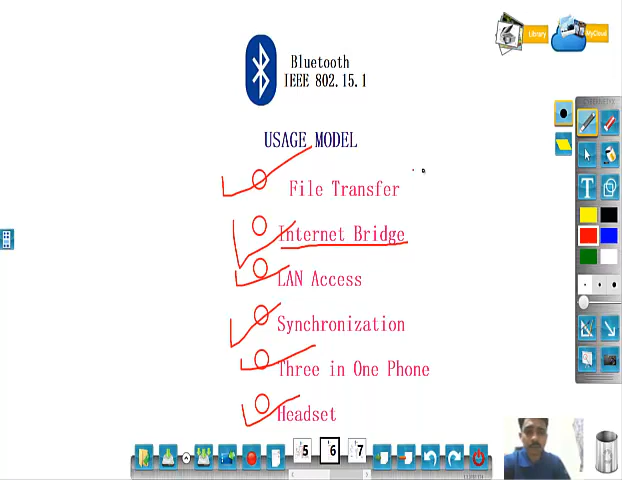 Bluetooth
IEEE 802.15.1
Library
MyCloud
USAGE MODEL
File Transfer
Internet Bridge
LAN Access
Synchronization
Three in One Phone
Headset
5
6
7